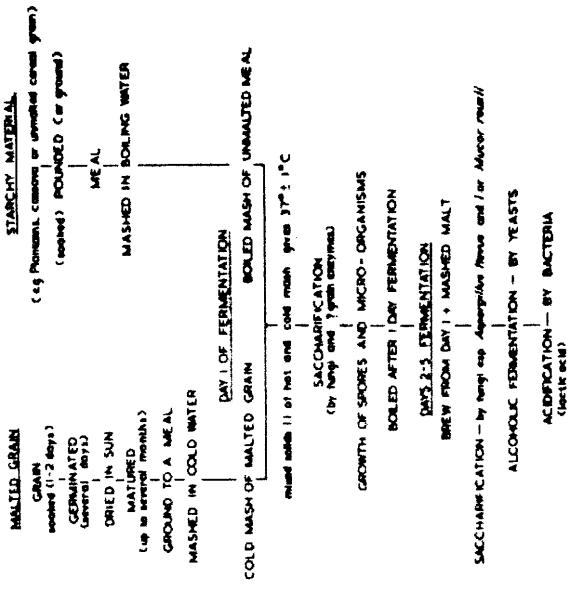 MALTED GRAIN
GRAIN
soaked (1-2 days)
GERMINATED
(several days)
DRIED IN SUN
MATURED
(up to several months)
GROUND TO A MEAL
MASHED IN COLD WATER
COLD MASH OF MALTED GRAIN
STARCHY MATERIAL
(e.g. Plantains, cassava or unmalted cereal grain)
(soaked) POUNDED (or ground)
MEAL
MASHED IN BOILING WATER
BOILED MASH OF UNMALTED MEAL
DAY 1 OF FERMENTATION
mixed solids 1:1 of hot and cold mash gives 37° ± 1°C
SACCHARIFICATION
(by fungi and ? grain enzymes)
GROWTH OF SPORES AND MICRO-ORGANISMS
BOILED AFTER 1 DAY FERMENTATION
DAYS 2-5 FERMENTATION
BREW FROM DAY 1 + MASHED MALT
SACCHARIFICATION — by fungi esp Aspergillus flavus and / or Mucor rouxii
ALCOHOLIC FERMENTATION — BY YEASTS
ACIDIFICATION — BY BACTERIA
(lactic acid)